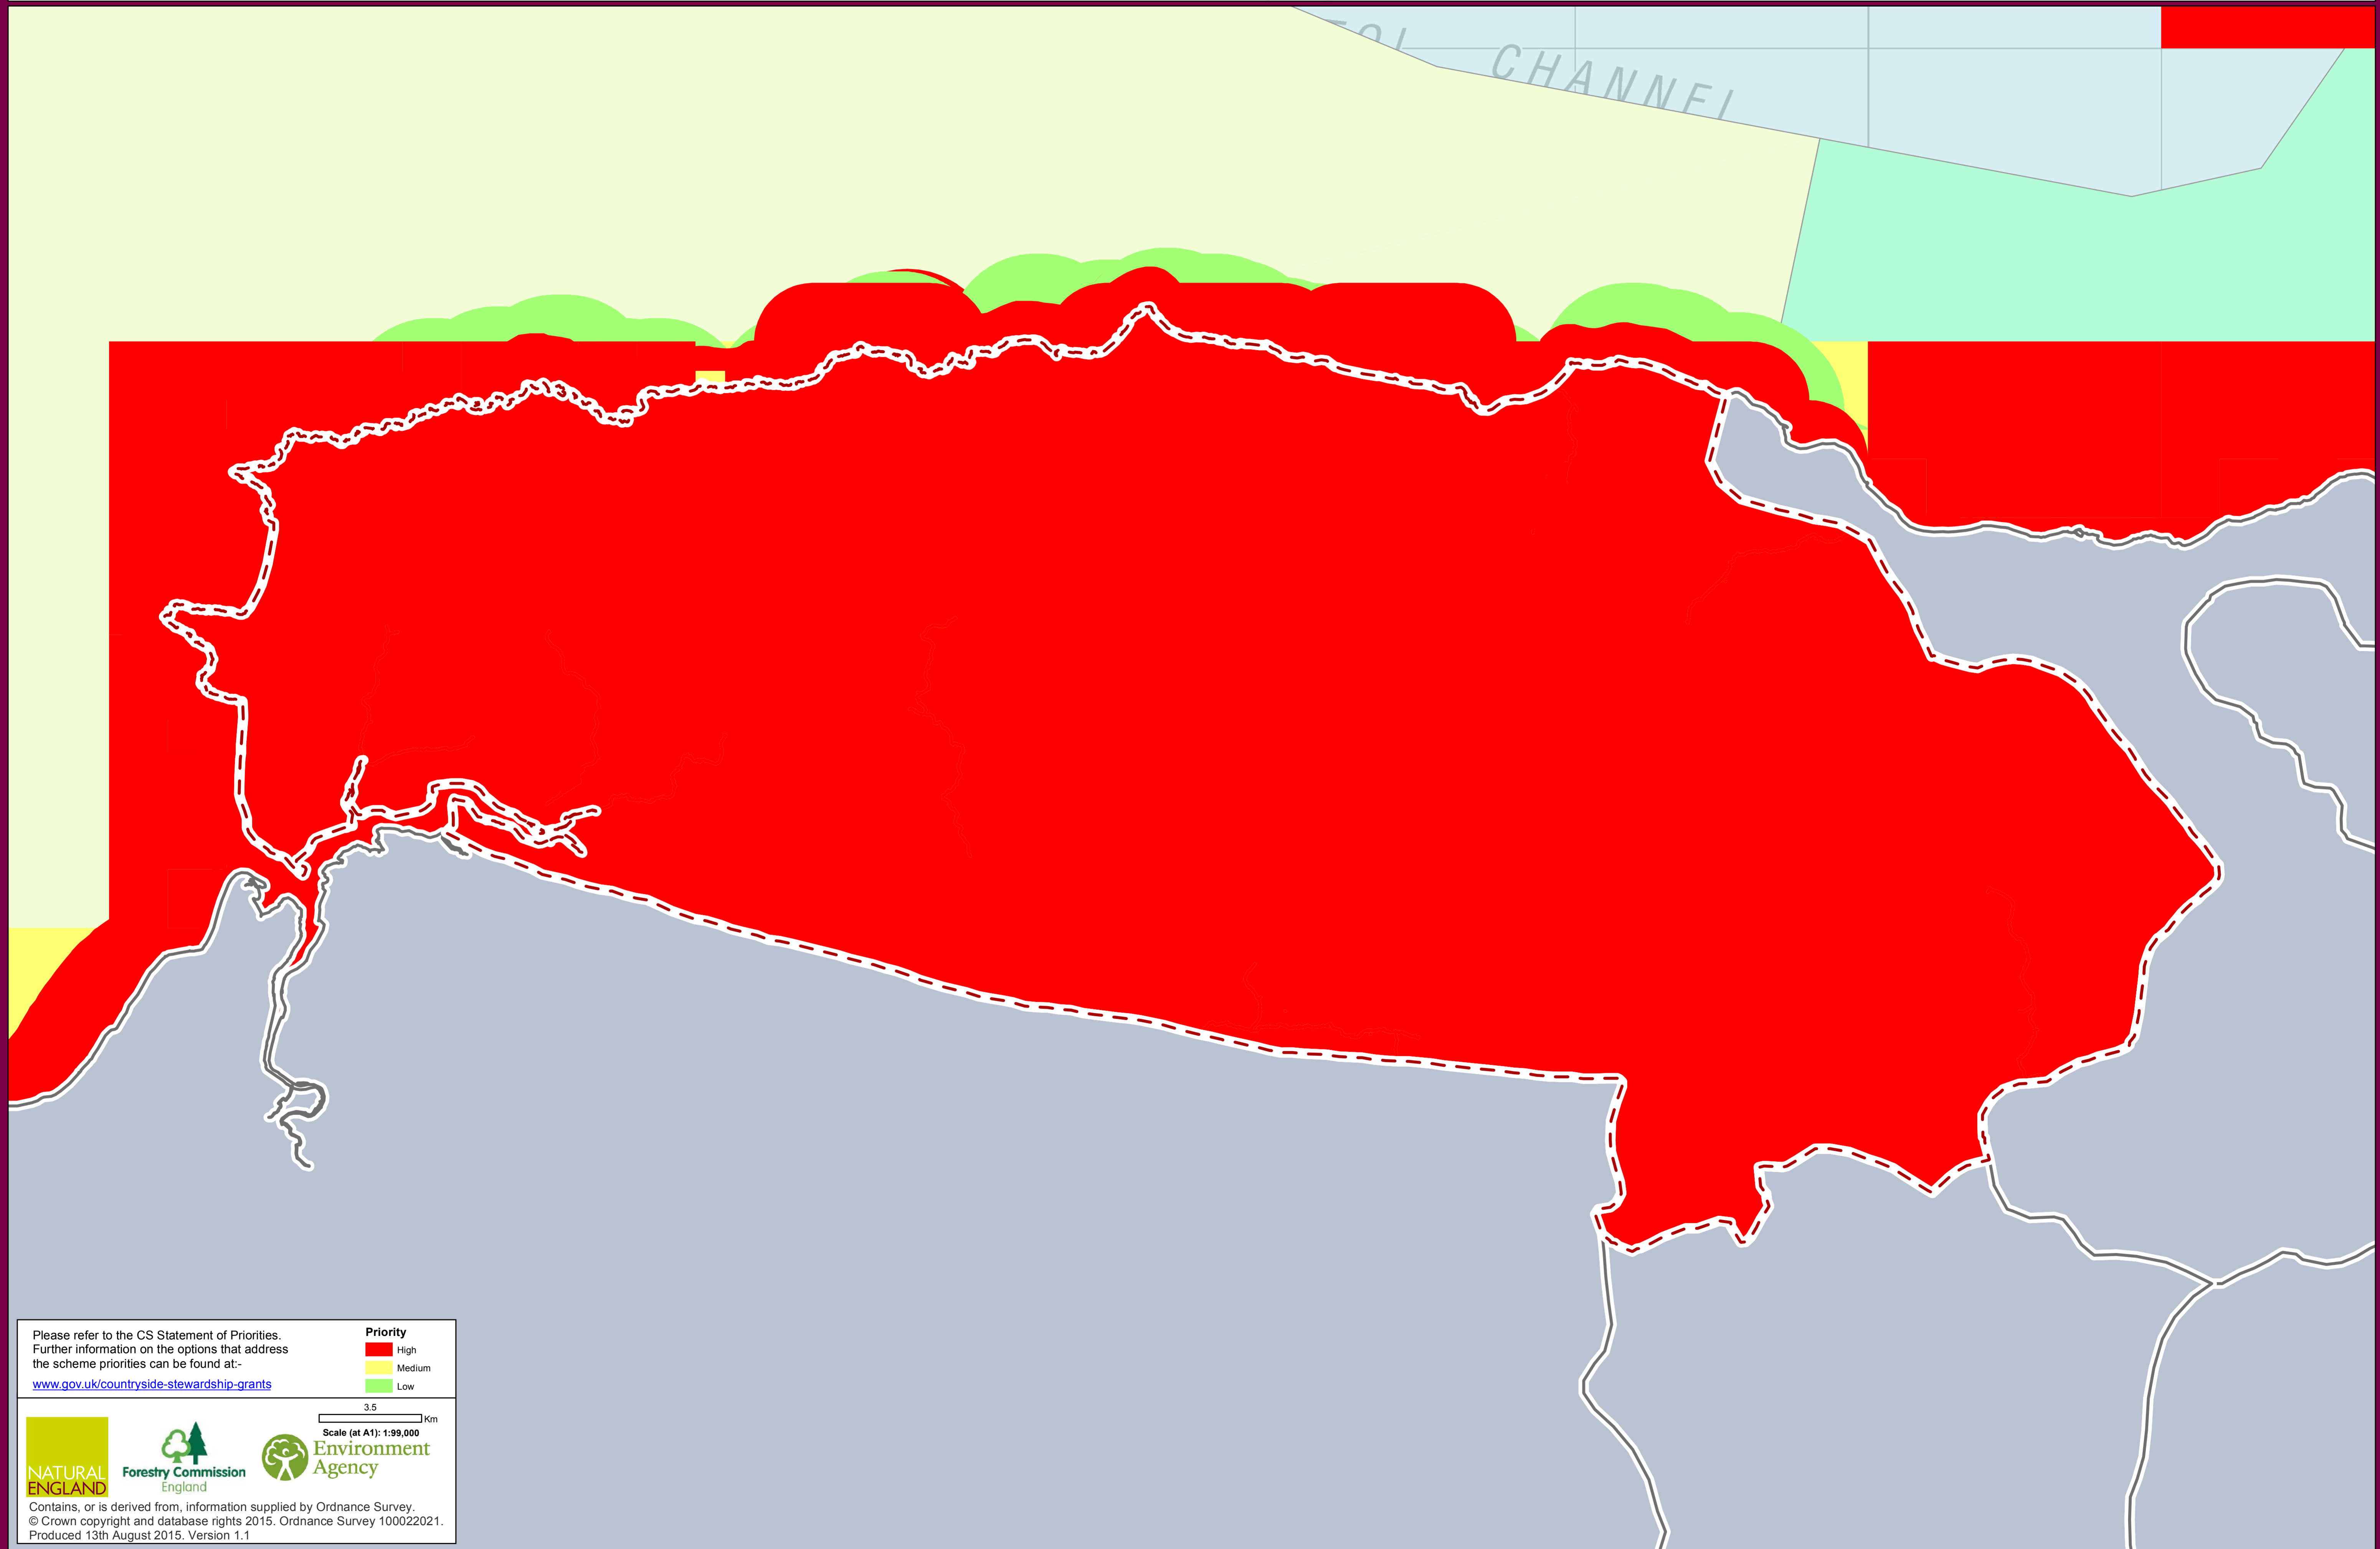 CHANNEL
Please refer to the CS Statement of Priorities.
Further information on the options that address
the scheme priorities can be found at:-
www.gov.uk/countryside-stewardship-grants
Priority
High
Medium
Low
3.5
Km
Scale (at A1): 1:99,000
NATURAL
ENGLAND
Forestry Commission
England
Environment
Agency
Contains, or is derived from, information supplied by Ordnance Survey.
© Crown copyright and database rights 2015. Ordnance Survey 100022021.
Produced 13th August 2015. Version 1.1